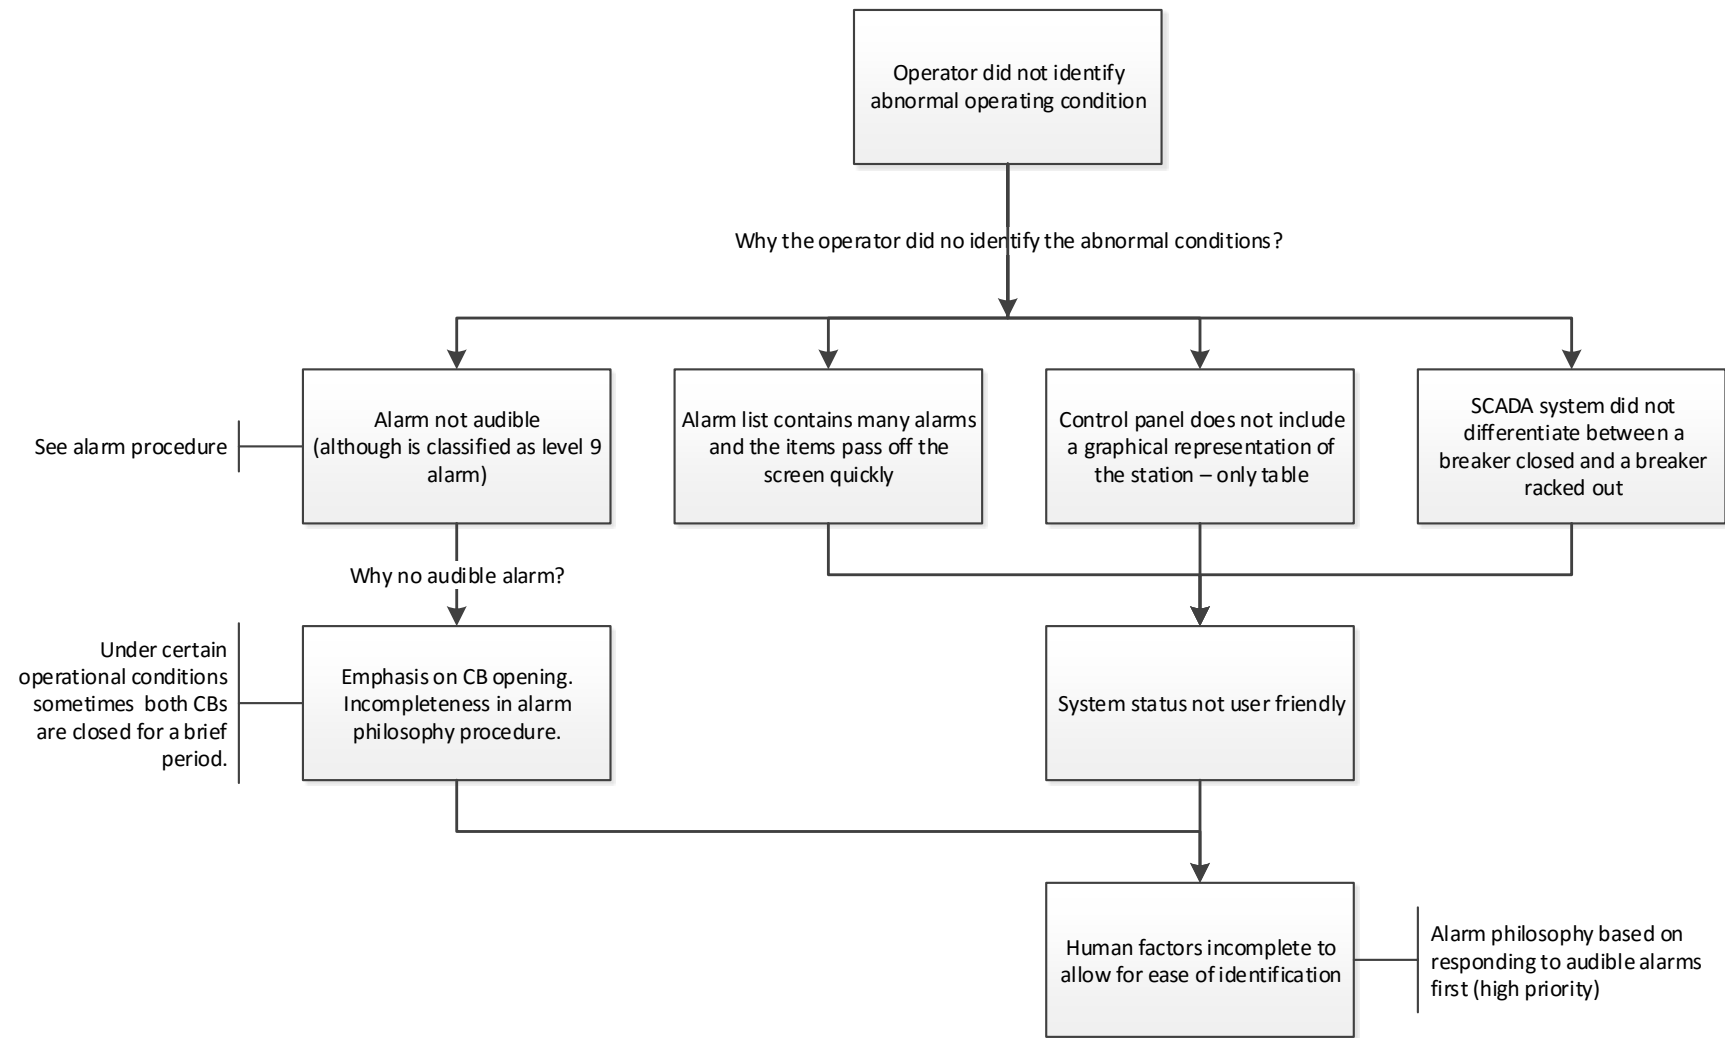 Operator did not identify
abnormal operating condition
Why the operator did no identify the abnormal conditions?
See alarm procedure
Alarm not audible
(although is classified as level 9
alarm)
Alarm list contains many alarms
and the items pass off the
screen quickly
Control panel does not include
a graphical representation of
the station – only table
SCADA system did not
differentiate between a
breaker closed and a breaker
racked out
Why no audible alarm?
Under certain
operational conditions
sometimes both CBs
are closed for a brief
period.
Emphasis on CB opening.
Incompleteness in alarm
philosophy procedure.
System status not user friendly
Human factors incomplete to
allow for ease of identification
Alarm philosophy based on
responding to audible alarms
first (high priority)